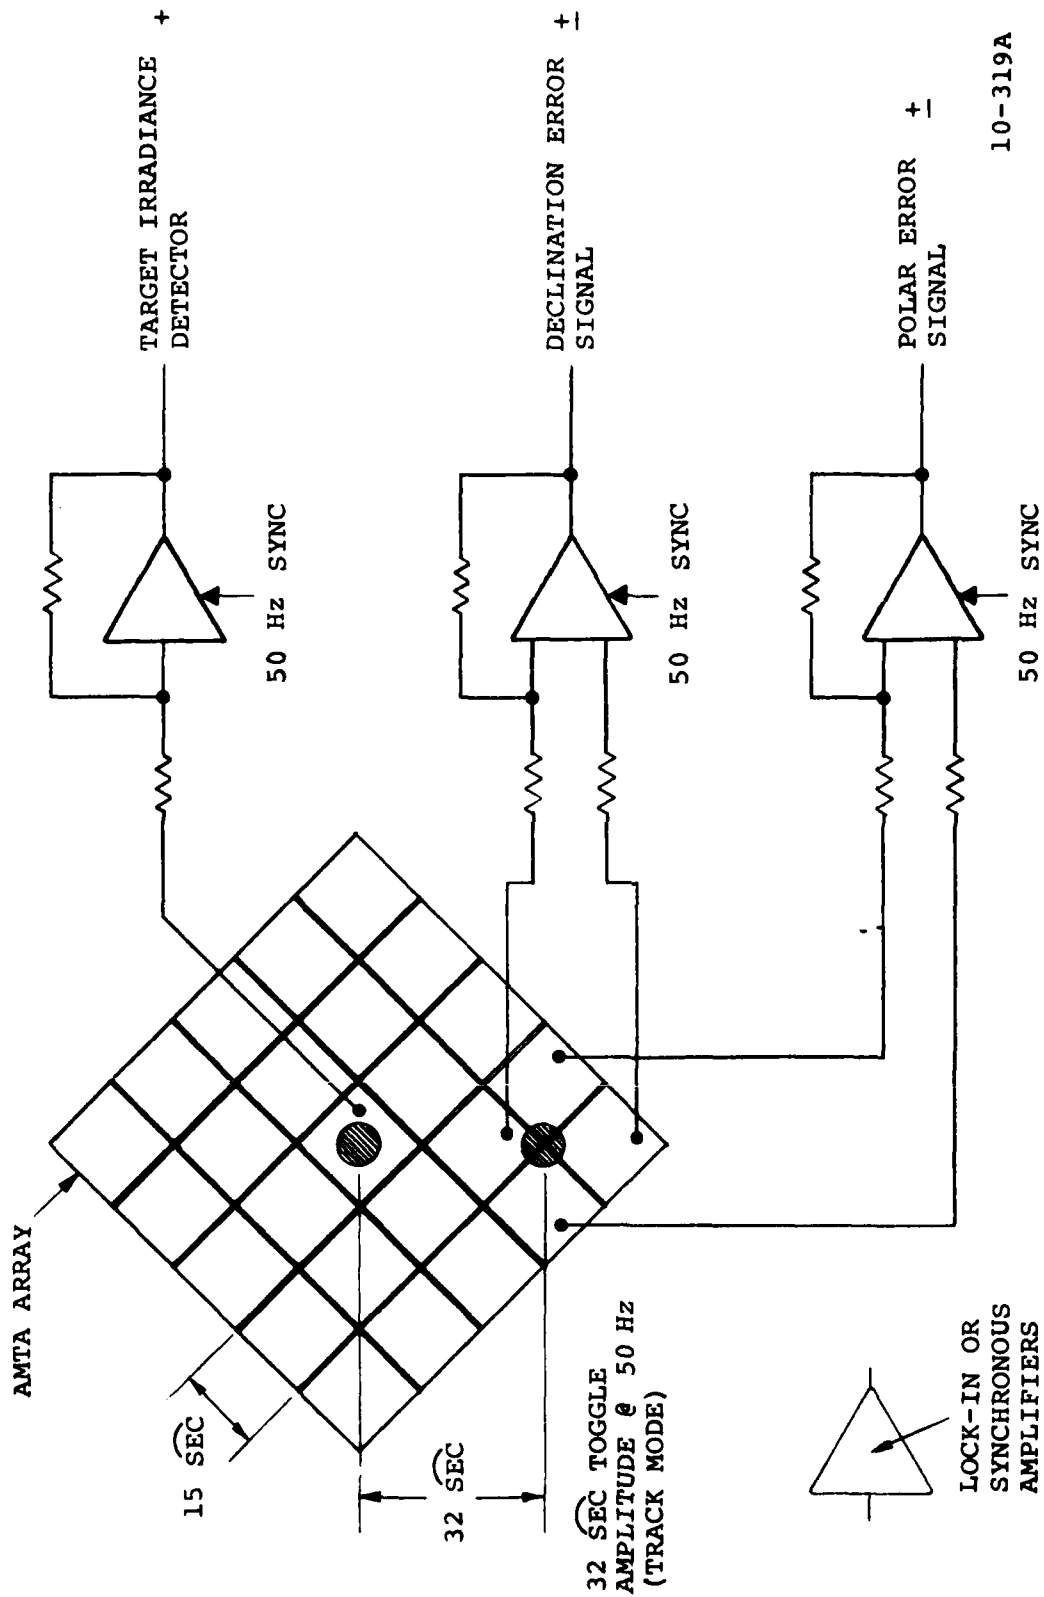 AMTA ARRAY
15 SEC
32 SEC
32 SEC TOGGLE
AMPLITUDE @ 50 Hz
(TRACK MODE)
LOCK-IN OR
SYNCHRONOUS
AMPLIFIERS
50 Hz SYNC
TARGET IRRADIANCE +
DETECTOR
50 Hz SYNC
DECLINATION ERROR ±
SIGNAL
50 Hz SYNC
POLAR ERROR ±
SIGNAL
10-319A